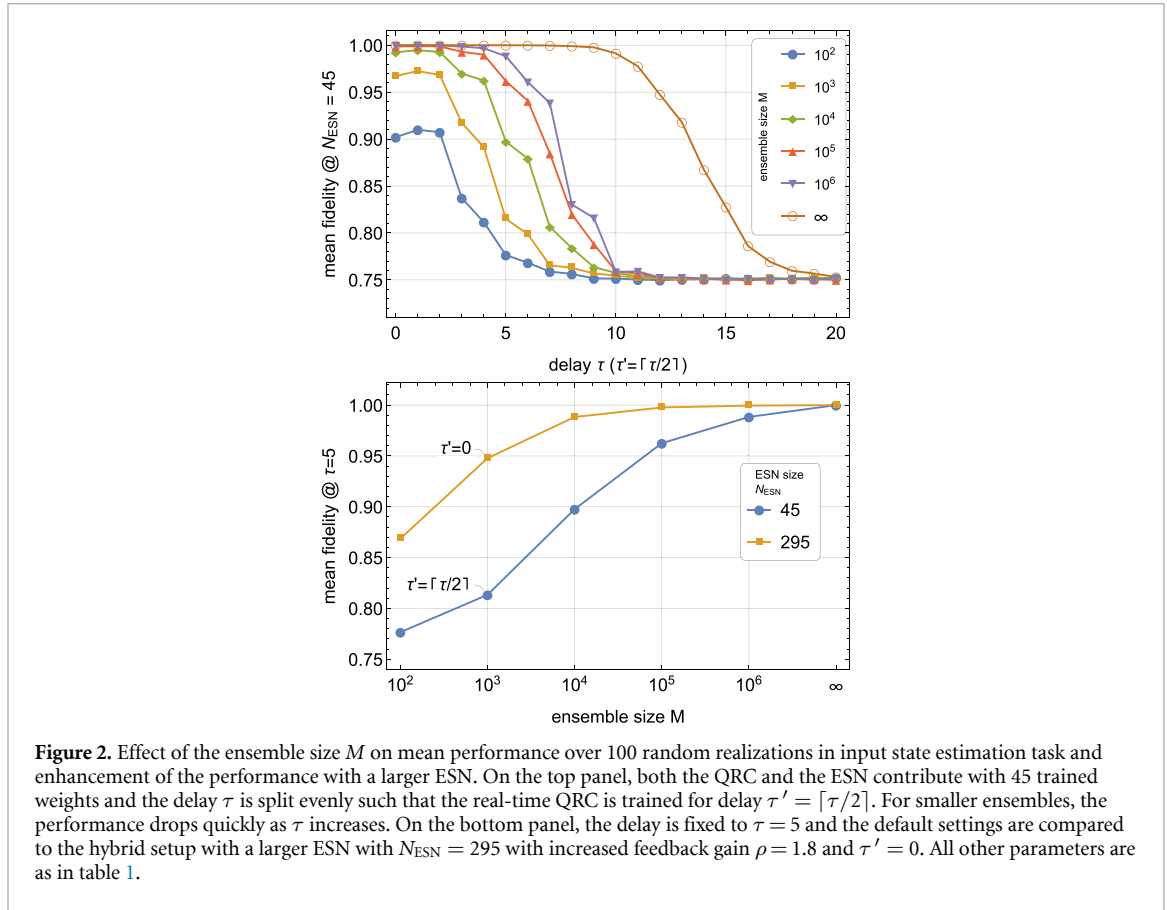 1.00
0.95
0.90
0.85
0.80
0.75
mean fidelity @ N_ESN = 45
ensemble size M
10²
10³
10⁴
10⁵
10⁶
∞
0
5
10
15
20
delay τ (τ'=⌈τ/2⌉)
1.00
0.95
0.90
0.85
0.80
0.75
mean fidelity @ τ=5
τ'=0
τ'=⌈τ/2⌉
ESN size
N_ESN
45
295
10²
10³
10⁴
10⁵
10⁶
∞
ensemble size M
Figure 2. Effect of the ensemble size M on mean performance over 100 random realizations in input state estimation task and
enhancement of the performance with a larger ESN. On the top panel, both the QRC and the ESN contribute with 45 trained
weights and the delay τ is split evenly such that the real-time QRC is trained for delay τ′ = ⌈τ/2⌉. For smaller ensembles, the
performance drops quickly as τ increases. On the bottom panel, the delay is fixed to τ = 5 and the default settings are compared
to the hybrid setup with a larger ESN with N_ESN = 295 with increased feedback gain ρ = 1.8 and τ′ = 0. All other parameters are
as in table 1.